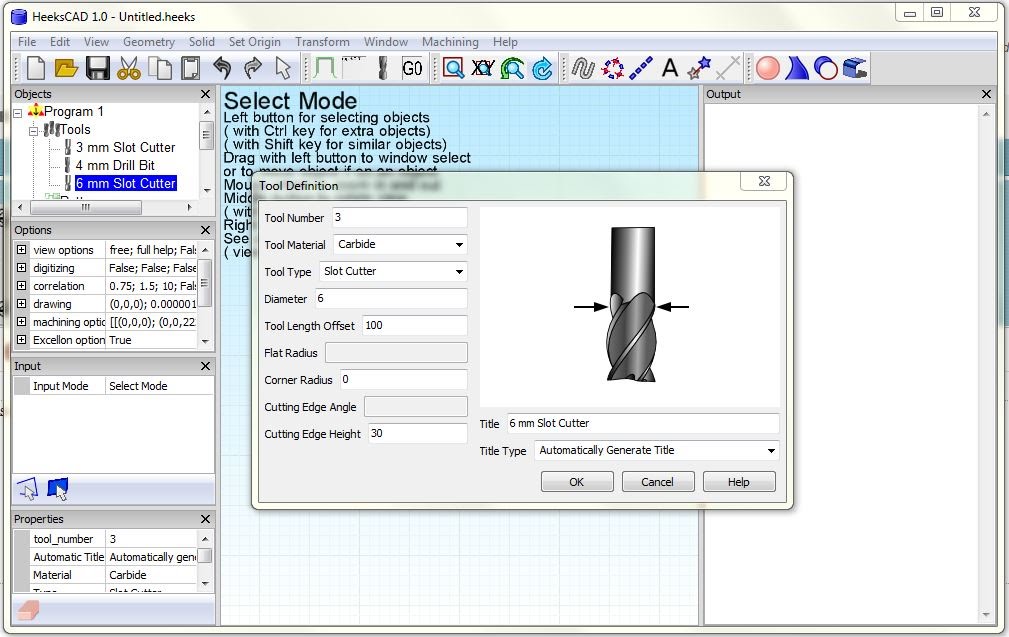 HeeksCAD 1.0 - Untitled.heeks
File Edit View Geometry Solid Set Origin Transform Window Machining Help
G0 A
Objects
Program 1
Tools
3 mm Slot Cutter
4 mm Drill Bit
6 mm Slot Cutter
Options
view options free; full help; Fal
digitizing False; False; False
correlation 0.75; 1.5; 10; Fal
drawing (0,0,0); 0.000001
machining optio [[(0,0,0); (0,0,22
Excellon option True
Input
Input Mode Select Mode
Properties
tool_number 3
Automatic Title Automatically gene
Material Carbide
Type Slot Cutter
Select Mode
Left button for selecting objects
( with Ctrl key for extra objects)
( with Shift key for similar objects)
Drag with left button to window select
or to move object if on an object
Mou
Midd
( wit
Righ
See
( vie
Tool Definition
Tool Number 3
Tool Material Carbide
Tool Type Slot Cutter
Diameter 6
Tool Length Offset 100
Flat Radius
Corner Radius 0
Cutting Edge Angle
Cutting Edge Height 30
Title 6 mm Slot Cutter
Title Type Automatically Generate Title
OK Cancel Help
Output